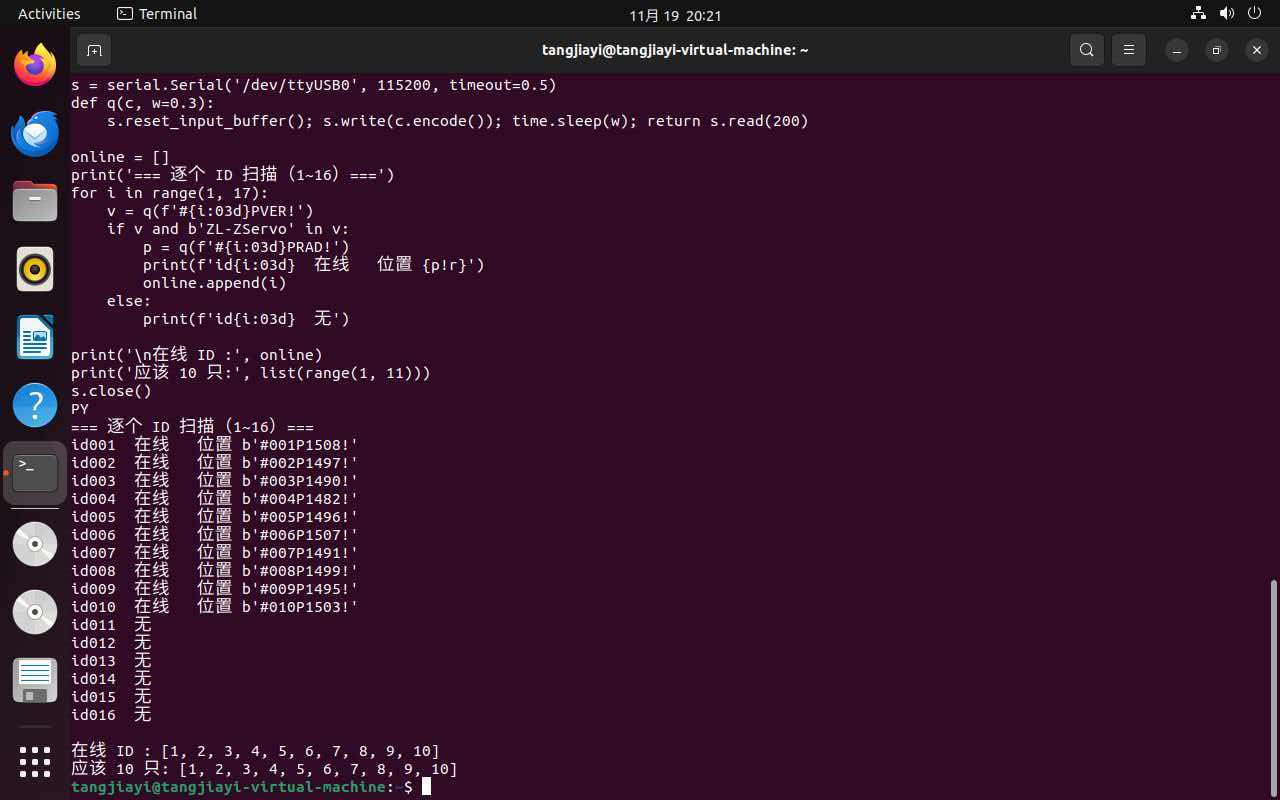 Activities
Terminal
11月 19 20:21
tangjiayi@tangjiayi-virtual-machine: ~
s = serial.Serial('/dev/ttyUSB0', 115200, timeout=0.5)
def q(c, w=0.3):
    s.reset_input_buffer(); s.write(c.encode()); time.sleep(w); return s.read(200)

online = []
print('=== 逐个 ID 扫描（1~16）===')
for i in range(1, 17):
    v = q(f'#{i:03d}PVER!')
    if v and b'ZL-ZServo' in v:
        p = q(f'#{i:03d}PRAD!')
        print(f'id{i:03d}  在线   位置 {p!r}')
        online.append(i)
    else:
        print(f'id{i:03d}  无')

print('\n在线 ID :', online)
print('应该 10 只:', list(range(1, 11)))
s.close()
PY
=== 逐个 ID 扫描（1~16）===
id001  在线   位置 b'#001P1508!'
id002  在线   位置 b'#002P1497!'
id003  在线   位置 b'#003P1490!'
id004  在线   位置 b'#004P1482!'
id005  在线   位置 b'#005P1496!'
id006  在线   位置 b'#006P1507!'
id007  在线   位置 b'#007P1491!'
id008  在线   位置 b'#008P1499!'
id009  在线   位置 b'#009P1495!'
id010  在线   位置 b'#010P1503!'
id011  无
id012  无
id013  无
id014  无
id015  无
id016  无

在线 ID : [1, 2, 3, 4, 5, 6, 7, 8, 9, 10]
应该 10 只: [1, 2, 3, 4, 5, 6, 7, 8, 9, 10]
tangjiayi@tangjiayi-virtual-machine:~$